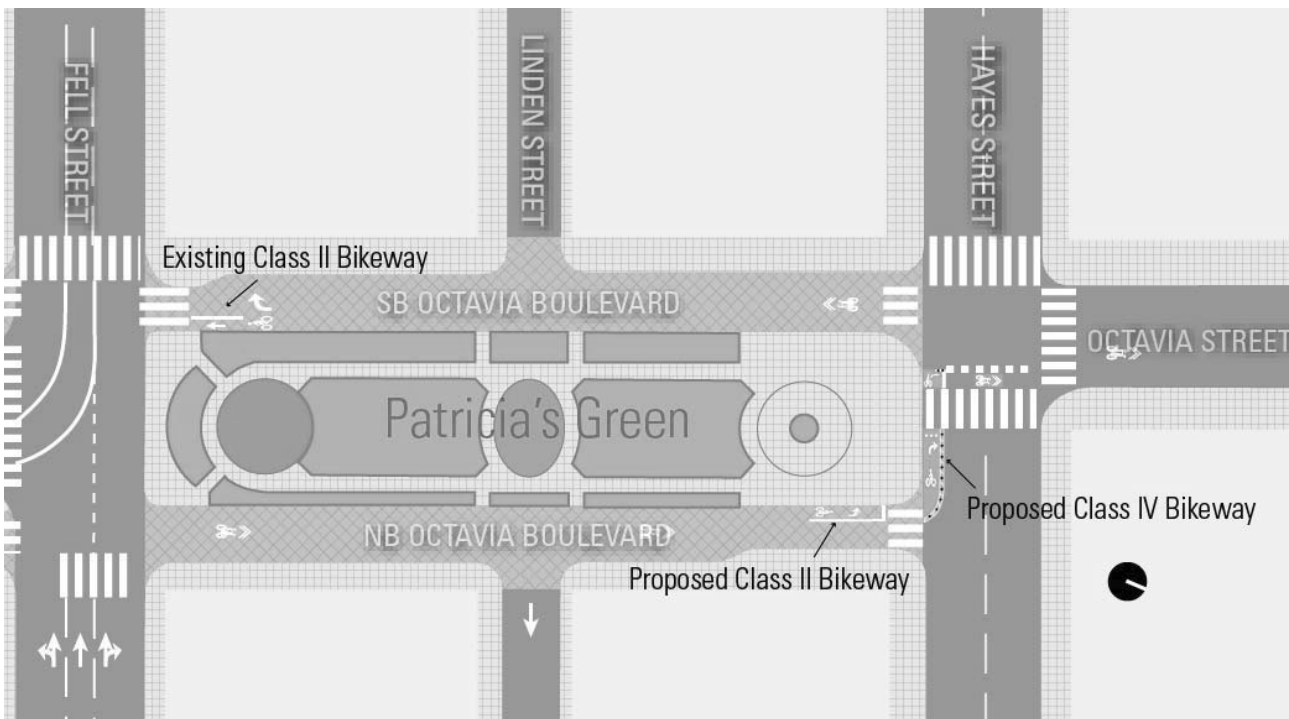 FELL STREET
LINDEN STREET
HAYES StREET
Existing Class II Bikeway
SB OCTAVIA BOULEVARD
OCTAVIA STREET
Patricia's Green
Proposed Class IV Bikeway
NB OCTAVIA BOULEVARD
Proposed Class II Bikeway